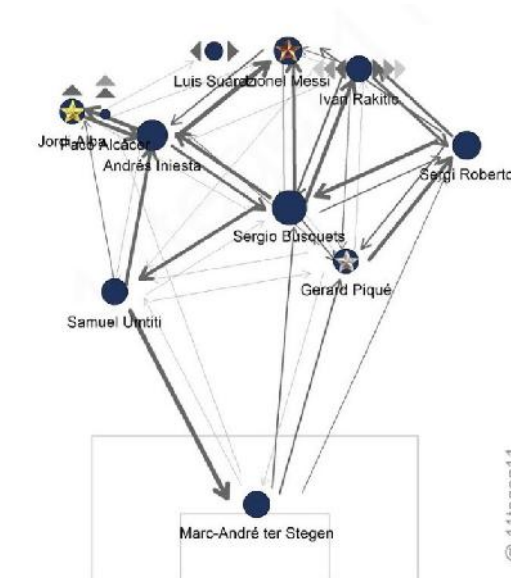 Luis Suárez
Lionel Messi
Ivan Rakitic
Jordi Alba
Paco Alcácer
Andrés Iniesta
Sergi Roberto
Sergio Busquets
Gerard Piqué
Samuel Umtiti
Marc-André ter Stegen